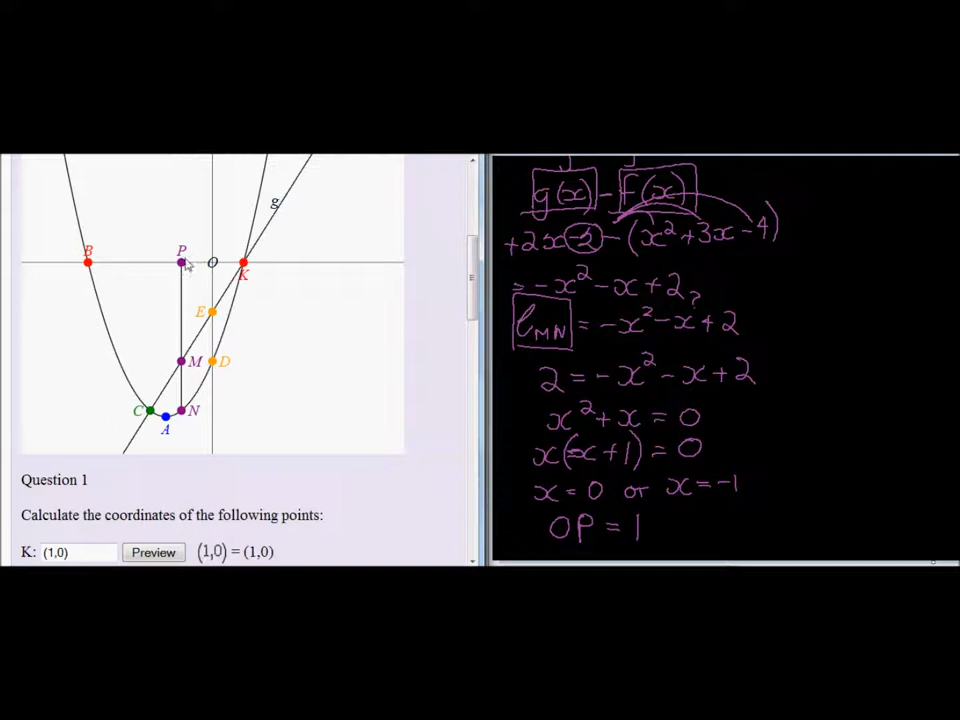 g
B
P
O
K
E
M
D
C
N
A
Question 1
Calculate the coordinates of the following points:
K: (1,0) Preview (1,0) = (1,0)
g(x) - f(x)
+2x-2-(x²+3x-4)
= -x²-x+2
ℓMN = -x²-x+2
?
2 = -x²-x+2
x²+x = 0
x(x+1) = 0
x = 0 or x = -1
OP = 1